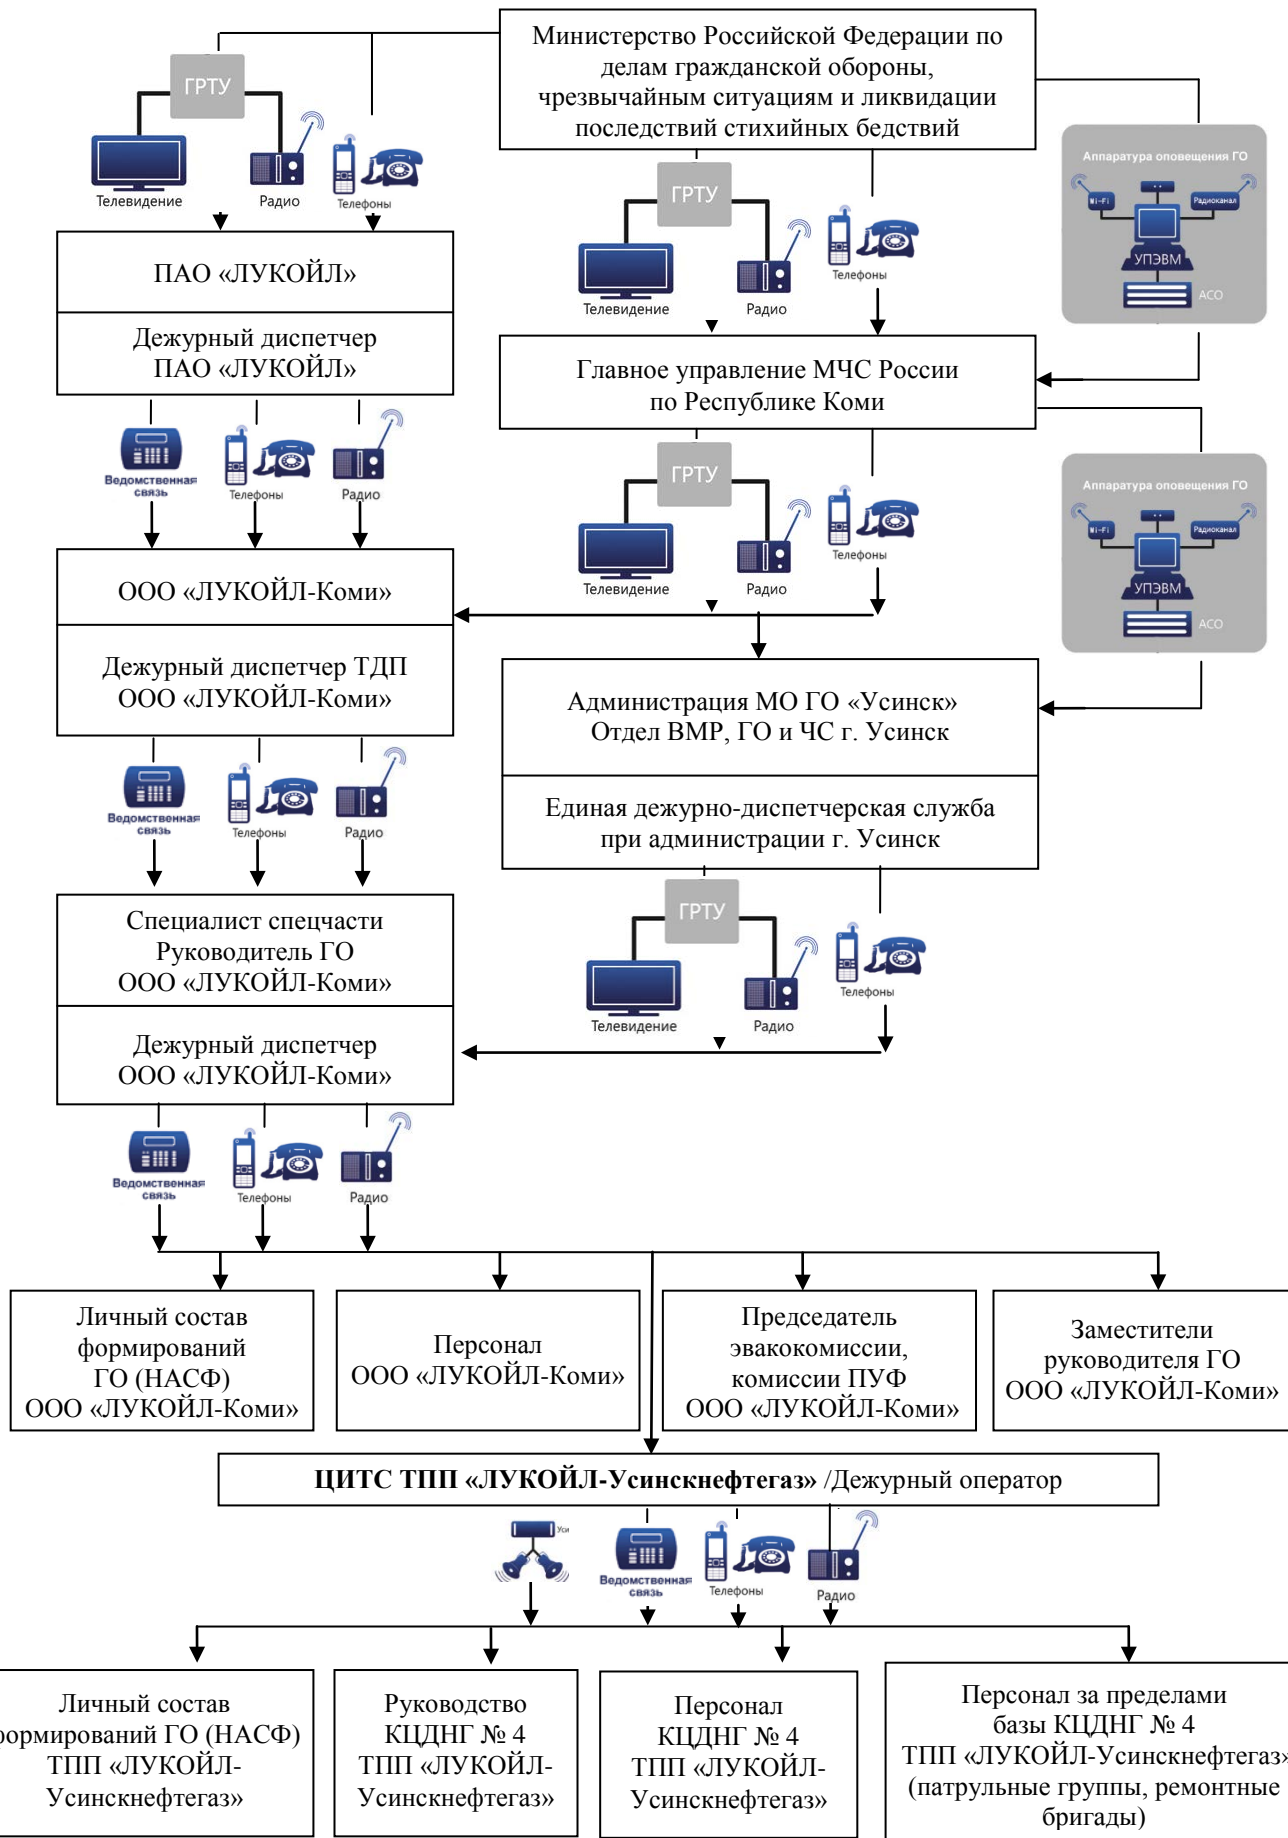 Министерство Российской Федерации по
делам гражданской обороны,
чрезвычайным ситуациям и ликвидации
последствий стихийных бедствий
ГРТУ
Телевидение
Радио
Телефоны
ГРТУ
Телевидение
Радио
Телефоны
Аппаратура оповещения ГО
Wi-Fi
Радиоканал
УПЭВМ
АСО
ПАО «ЛУКОЙЛ»
Дежурный диспетчер
ПАО «ЛУКОЙЛ»
Главное управление МЧС России
по Республике Коми
Ведомственная
связь
Телефоны
Радио
ГРТУ
Телевидение
Радио
Телефоны
Аппаратура оповещения ГО
Wi-Fi
Радиоканал
УПЭВМ
АСО
ООО «ЛУКОЙЛ-Коми»
Дежурный диспетчер ТДП
ООО «ЛУКОЙЛ-Коми»
Администрация МО ГО «Усинск»
Отдел ВМР, ГО и ЧС г. Усинск
Единая дежурно-диспетчерская служба
при администрации г. Усинск
Ведомственная
связь
Телефоны
Радио
ГРТУ
Телевидение
Радио
Телефоны
Специалист спецчасти
Руководитель ГО
ООО «ЛУКОЙЛ-Коми»
Дежурный диспетчер
ООО «ЛУКОЙЛ-Коми»
Ведомственная
связь
Телефоны
Радио
Личный состав
формирований
ГО (НАСФ)
ООО «ЛУКОЙЛ-Коми»
Персонал
ООО «ЛУКОЙЛ-Коми»
Председатель
эвакокомиссии,
комиссии ПУФ
ООО «ЛУКОЙЛ-Коми»
Заместители
руководителя ГО
ООО «ЛУКОЙЛ-Коми»
ЦИТС ТПП «ЛУКОЙЛ-Усинскнефтегаз» /Дежурный оператор
Уси
Ведомственная
связь
Телефоны
Радио
Личный состав
формирований ГО (НАСФ)
ТПП «ЛУКОЙЛ-
Усинскнефтегаз»
Руководство
КЦДНГ № 4
ТПП «ЛУКОЙЛ-
Усинскнефтегаз»
Персонал
КЦДНГ № 4
ТПП «ЛУКОЙЛ-
Усинскнефтегаз»
Персонал за пределами
базы КЦДНГ № 4
ТПП «ЛУКОЙЛ-Усинскнефтегаз»
(патрульные группы, ремонтные
бригады)